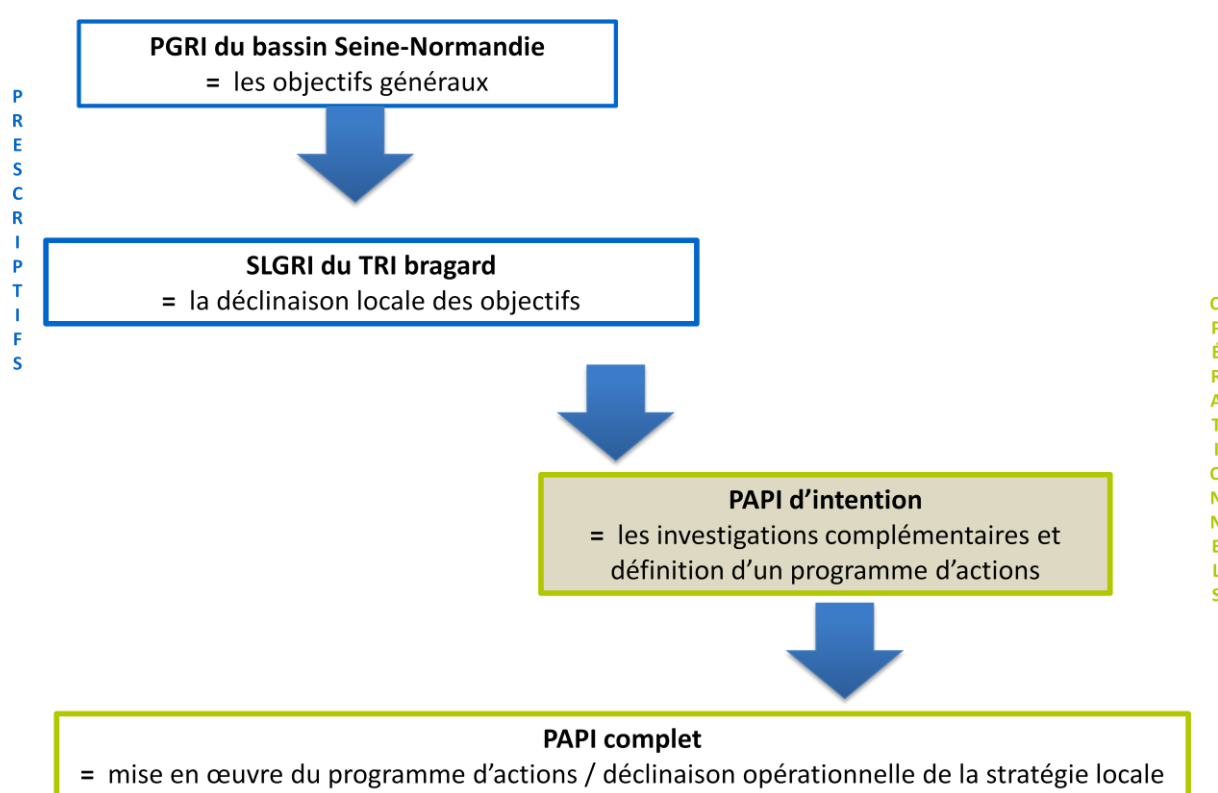 PGRI du bassin Seine-Normandie
= les objectifs généraux
PRESCRIPTIFS
SLGRI du TRI bragard
= la déclinaison locale des objectifs
OPÉRATIONNELS
PAPI d’intention
= les investigations complémentaires et
définition d’un programme d’actions
PAPI complet
= mise en œuvre du programme d’actions / déclinaison opérationnelle de la stratégie locale